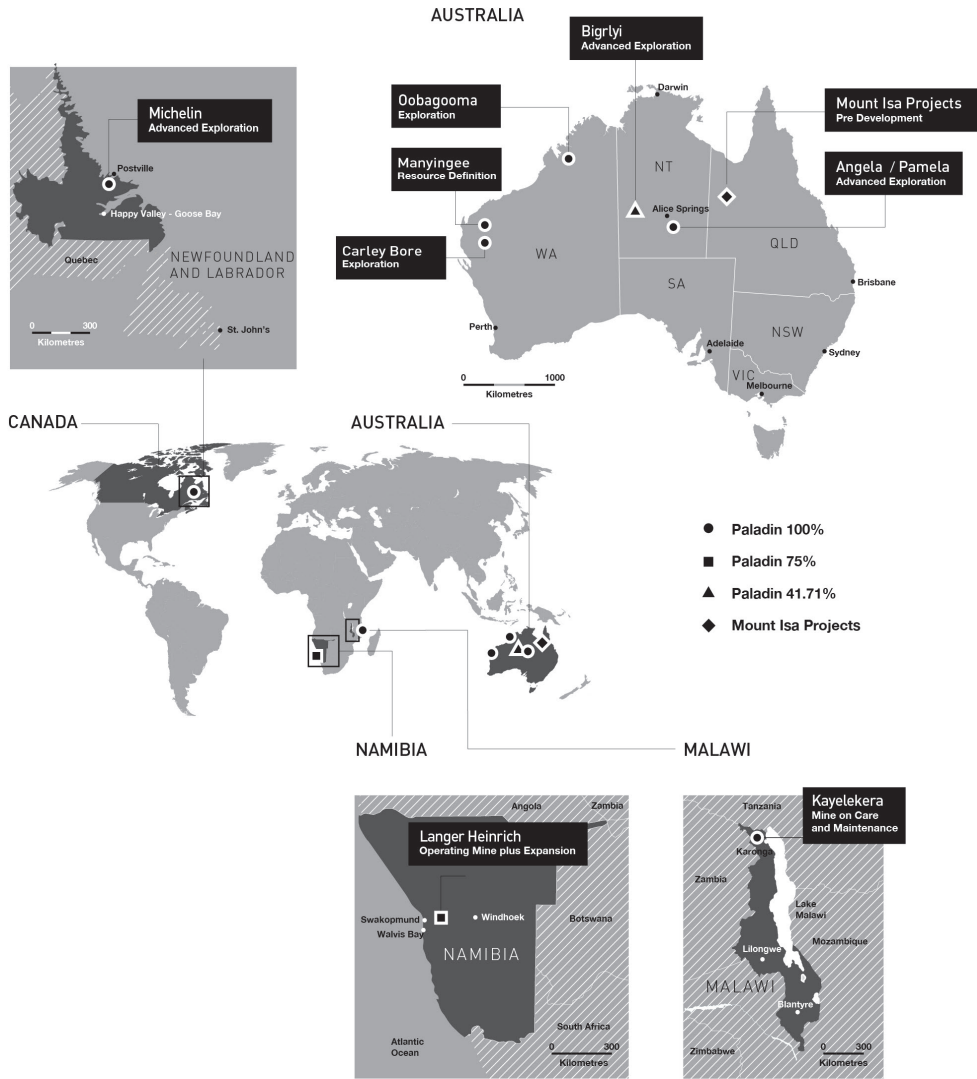 AUSTRALIA
Bigrlyi
Advanced Exploration
Darwin
Oobagooma
Exploration
Mount Isa Projects
Pre Development
Manyingee
Resource Definition
NT
Angela / Pamela
Advanced Exploration
Alice Springs
Carley Bore
Exploration
WA
QLD
SA
Brisbane
NSW
Perth
Adelaide
Sydney
VIC
Melbourne
0 1000
Kilometres
Michelin
Advanced Exploration
Postville
Happy Valley - Goose Bay
Quebec
NEWFOUNDLAND
AND LABRADOR
0 300
Kilometres
St. John's
CANADA
AUSTRALIA
Paladin 100%
Paladin 75%
Paladin 41.71%
Mount Isa Projects
NAMIBIA
MALAWI
Angola
Zambia
Langer Heinrich
Operating Mine plus Expansion
Swakopmund
Windhoek
Botswana
Walvis Bay
NAMIBIA
South Africa
Atlantic
Ocean
0 300
Kilometres
Tanzania
Kayelekera
Mine on Care
and Maintenance
Karonga
Zambia
Lake
Malawi
Mozambique
Lilongwe
MALAWI
Blantyre
Zimbabwe
0 300
Kilometres